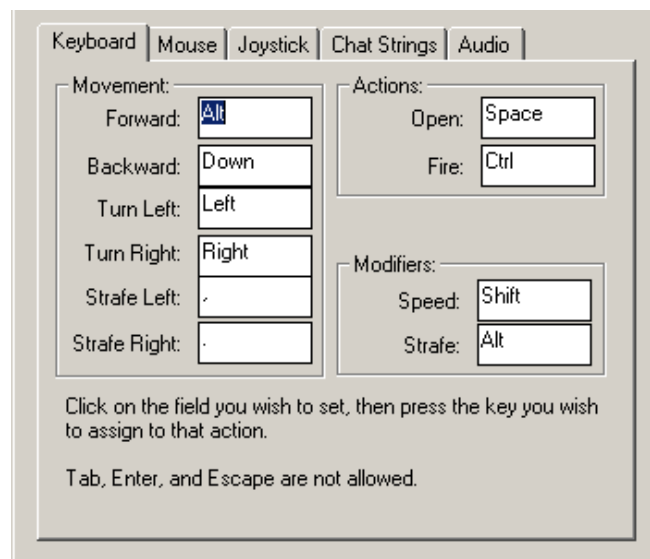 Keyboard Mouse Joystick Chat Strings Audio
Movement:
Forward: Alt
Backward: Down
Turn Left: Left
Turn Right: Right
Strafe Left: ,
Strafe Right: .
Actions:
Open: Space
Fire: Ctrl
Modifiers:
Speed: Shift
Strafe: Alt
Click on the field you wish to set, then press the key you wish
to assign to that action.
Tab, Enter, and Escape are not allowed.